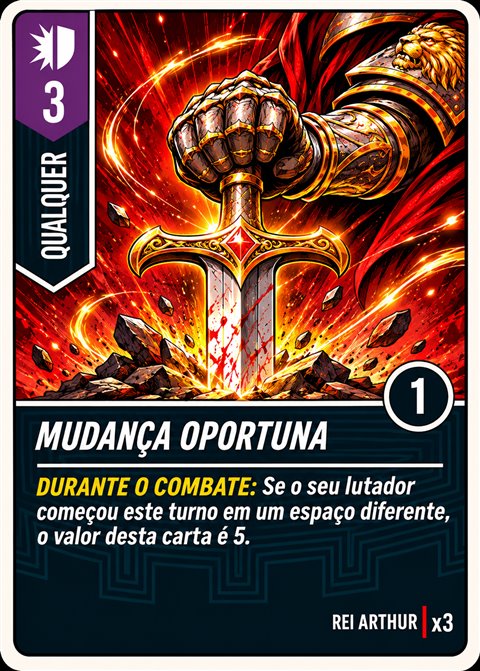 3
QUALQUER
1
MUDANÇA OPORTUNA
DURANTE O COMBATE: Se o seu lutador
começou este turno em um espaço diferente,
o valor desta carta é 5.
REI ARTHUR | x3